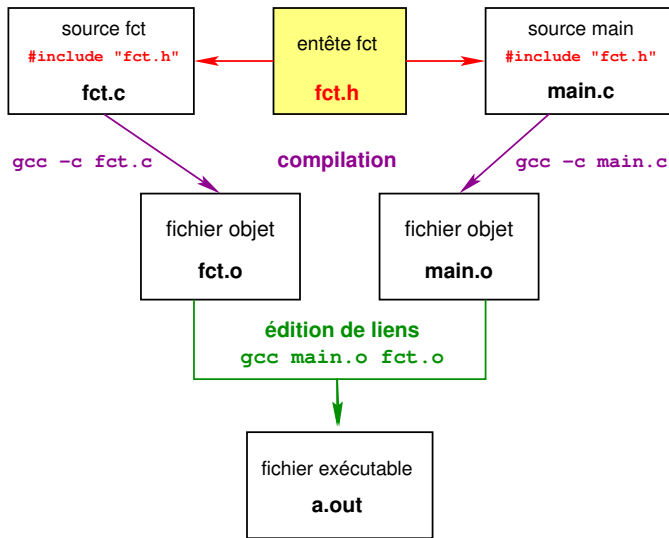 source fct
#include "fct.h"
fct.c
entête fct
fct.h
source main
#include "fct.h"
main.c
gcc −c fct.c
compilation
gcc −c main.c
fichier objet
fct.o
fichier objet
main.o
édition de liens
gcc main.o fct.o
fichier exécutable
a.out